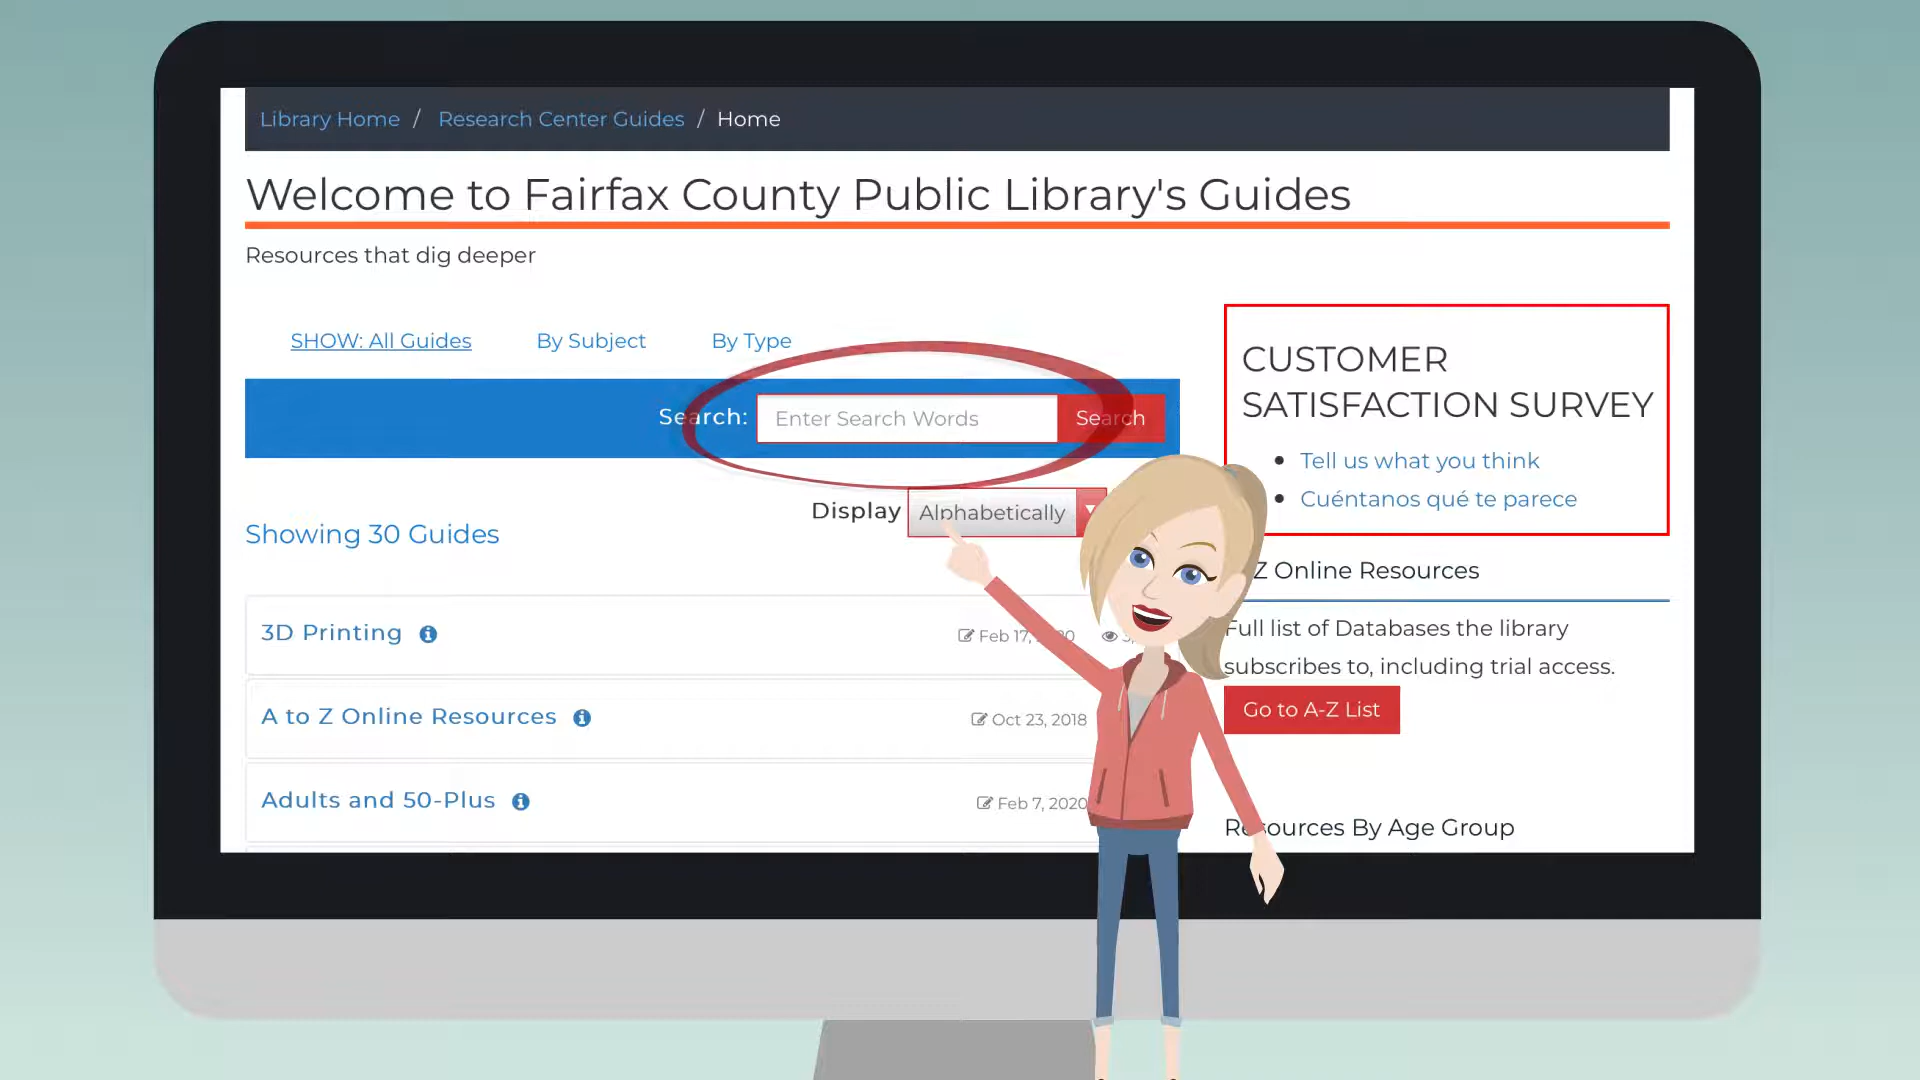 Library Home / Research Center Guides / Home
Welcome to Fairfax County Public Library's Guides
Resources that dig deeper
SHOW: All Guides By Subject By Type
Search: Enter Search Words Search
Display Alphabetically
Showing 30 Guides
3D Printing
Feb 17,
A to Z Online Resources
Oct 23, 2018
Adults and 50-Plus
Feb 7, 2020
CUSTOMER
SATISFACTION SURVEY
• Tell us what you think
• Cuéntanos qué te parece
Z Online Resources
Full list of Databases the library
subscribes to, including trial access.
Go to A-Z List
Resources By Age Group